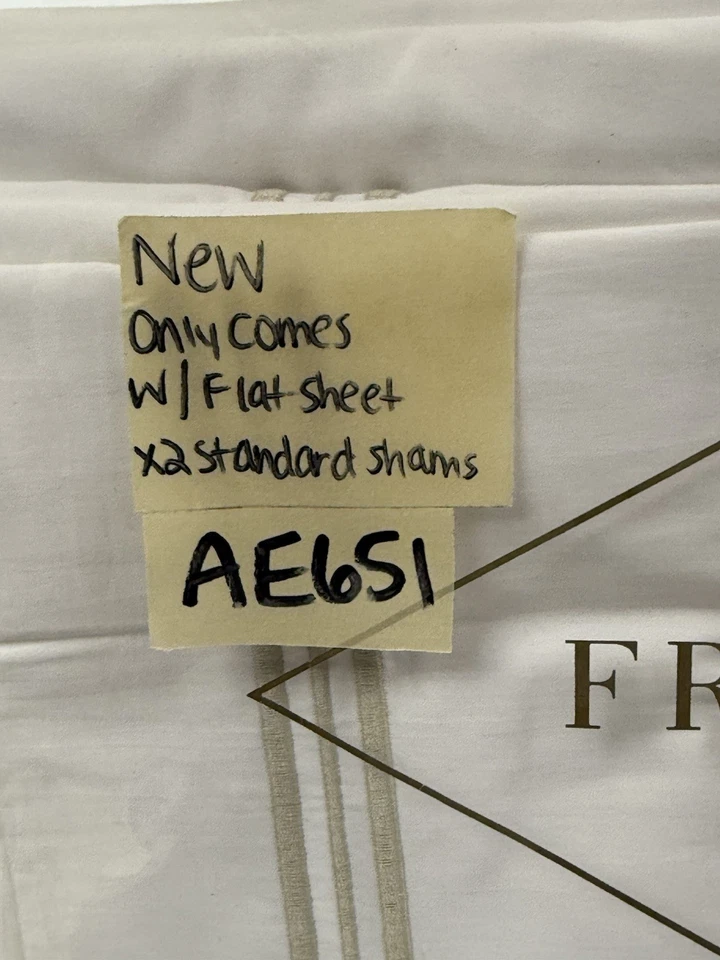 New
Only comes
W/ Flat sheet
x2 standard shams
AE651
FR